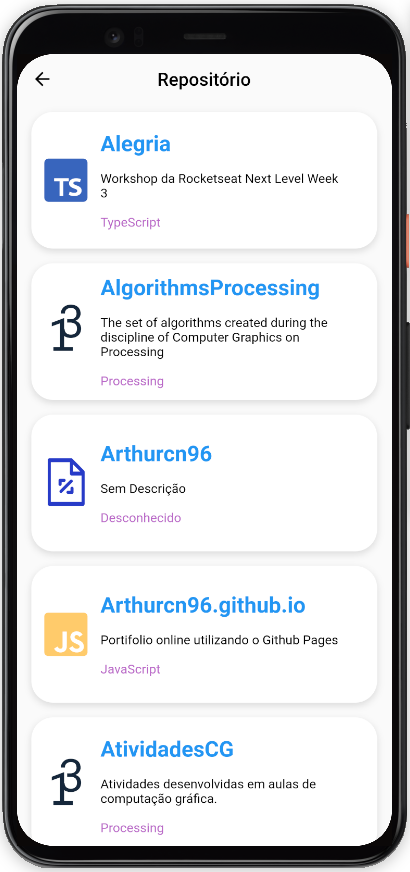 Repositório
Alegria
Workshop da Rocketseat Next Level Week
3
TypeScript
TS
AlgorithmsProcessing
The set of algorithms created during the
discipline of Computer Graphics on
Processing
Processing
13
Arthurcn96
Sem Descrição
Desconhecido
Arthurcn96.github.io
Portifolio online utilizando o Github Pages
JavaScript
JS
AtividadesCG
Atividades desenvolvidas em aulas de
computação gráfica.
Processing
13